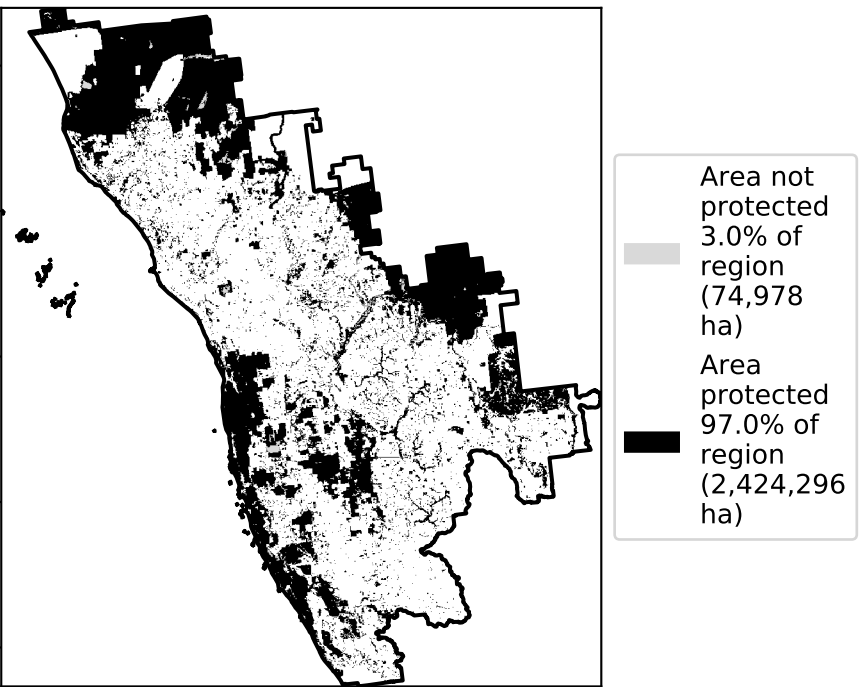 Area not
protected
3.0% of
region
(74,978
ha)
Area
protected
97.0% of
region
(2,424,296
ha)